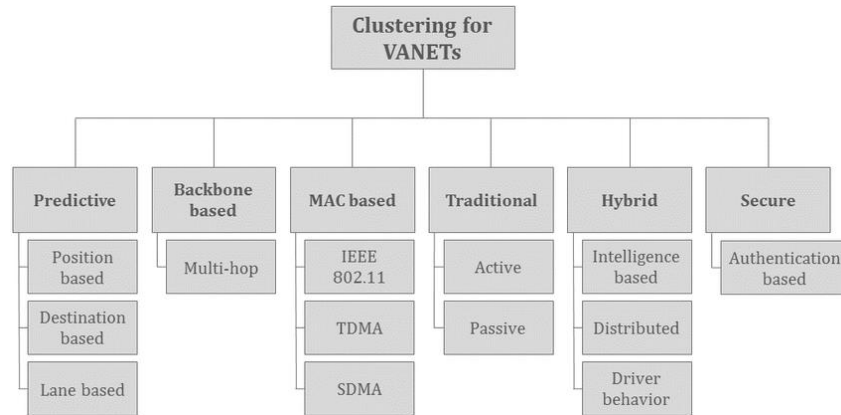 Clustering for
VANETs
Predictive
Backbone
based
MAC based
Traditional
Hybrid
Secure
Position
based
Multi-hop
IEEE
802.11
Active
Intelligence
based
Authentication
based
Destination
based
TDMA
Passive
Distributed
Lane based
SDMA
Driver
behavior